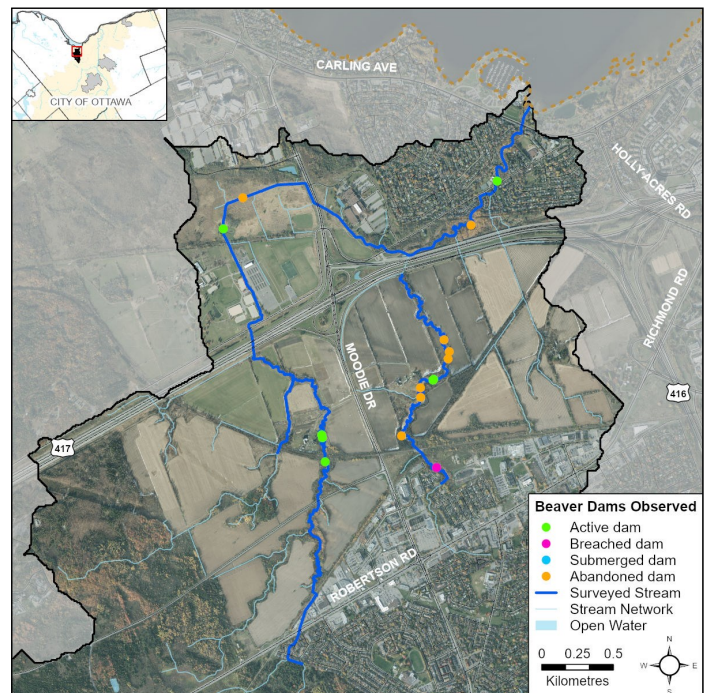 CITY OF OTTAWA
CARLING AVE
HOLLY ACRES RD
RICHMOND RD
416
MOODIE DR
417
ROBERTSON RD
Beaver Dams Observed
Active dam
Breached dam
Submerged dam
Abandoned dam
Surveyed Stream
Stream Network
Open Water
0 0.25 0.5
Kilometres
N
W E
S